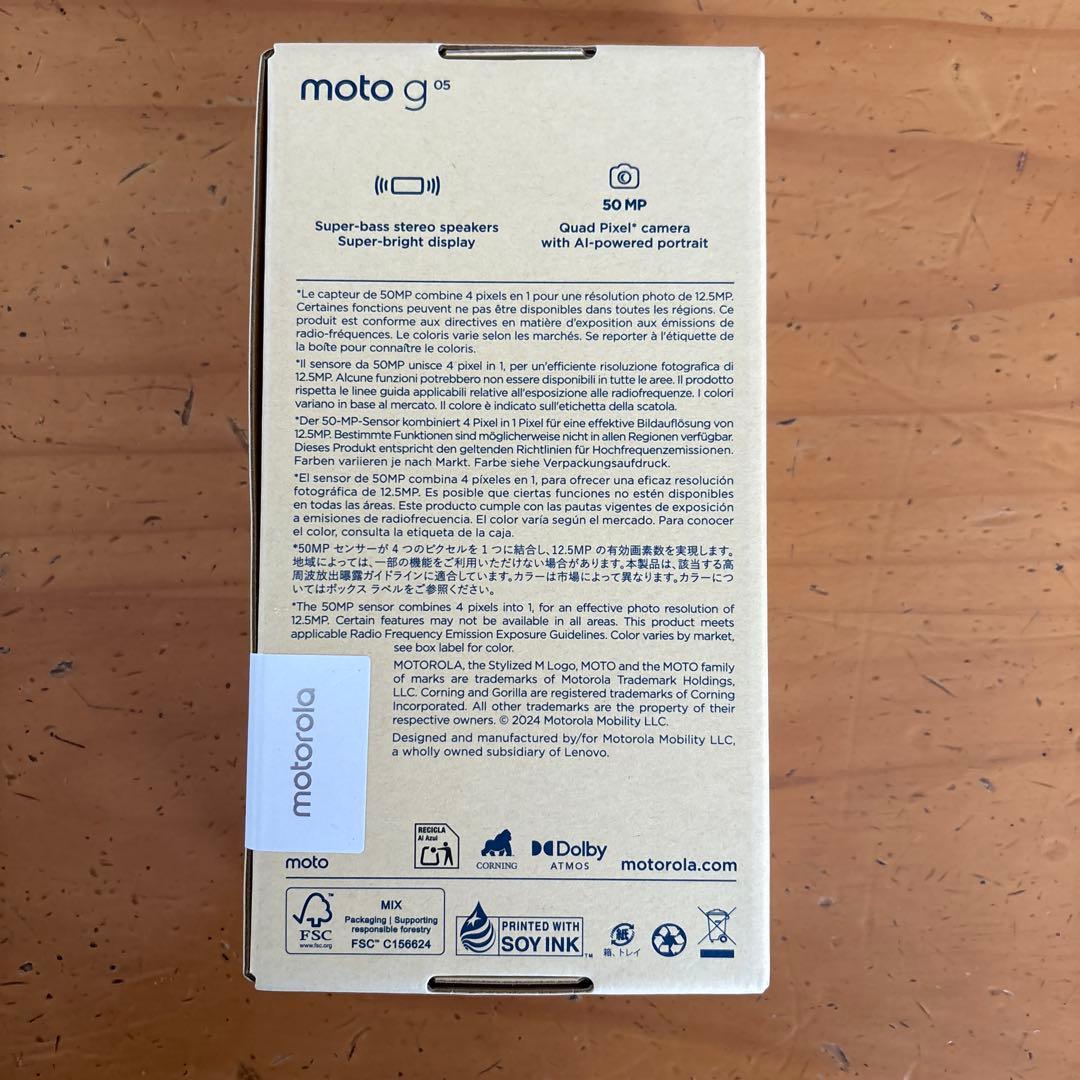 moto g 05
Super-bass stereo speakers
Super-bright display
50 MP
Quad Pixel* camera
with AI-powered portrait
*Le capteur de 50MP combine 4 pixels en 1 pour une résolution photo de 12.5MP.
Certaines fonctions peuvent ne pas être disponibles dans toutes les régions. Ce
produit est conforme aux directives en matière d'exposition aux émissions de
radio-fréquences. Le coloris varie selon les marchés. Se reporter à l'étiquette de
la boîte pour connaître le coloris.
*Il sensore da 50MP unisce 4 pixel in 1, per un'efficiente risoluzione fotografica di
12.5MP. Alcune funzioni potrebbero non essere disponibili in tutte le aree. Il prodotto
rispetta le linee guida applicabili relative all'esposizione alle radiofrequenze. I colori
variano in base al mercato. Il colore è indicato sull'etichetta della scatola.
*Der 50-MP-Sensor kombiniert 4 Pixel in 1 Pixel für eine effektive Bildauflösung von
12.5MP. Bestimmte Funktionen sind möglicherweise nicht in allen Regionen verfügbar.
Dieses Produkt entspricht den geltenden Richtlinien für Hochfrequenzemissionen.
Farben variieren je nach Markt. Farbe siehe Verpackungsaufdruck.
*El sensor de 50MP combina 4 píxeles en 1, para ofrecer una eficaz resolución
fotográfica de 12.5MP. Es posible que ciertas funciones no estén disponibles
en todas las áreas. Este producto cumple con las pautas vigentes de exposición
a emisiones de radiofrecuencia. El color varía según el mercado. Para conocer
el color, consulta la etiqueta de la caja.
*50MP センサーが 4 つのピクセルを 1 つに結合し、12.5MP の有効画素数を実現します。
地域によっては、一部の機能をご利用いただけない場合があります。本製品は、該当する高
周波放出曝露ガイドラインに適合しています。カラーは市場によって異なります。カラーにつ
いてはボックス ラベルをご参照ください。
*The 50MP sensor combines 4 pixels into 1, for an effective photo resolution of
12.5MP. Certain features may not be available in all areas. This product meets
applicable Radio Frequency Emission Exposure Guidelines. Color varies by market,
see box label for color.
MOTOROLA, the Stylized M Logo, MOTO and the MOTO family
of marks are trademarks of Motorola Trademark Holdings,
LLC. Corning and Gorilla are registered trademarks of Corning
Incorporated. All other trademarks are the property of their
respective owners. © 2024 Motorola Mobility LLC.
Designed and manufactured by/for Motorola Mobility LLC,
a wholly owned subsidiary of Lenovo.
motorola
moto
RECICLA
Al Azul
CORNING
Dolby
ATMOS
motorola.com
FSC™
www.fsc.org
MIX
Packaging | Supporting
responsible forestry
FSC™ C156624
PRINTED WITH
SOY INK™
紙
箱、トレイ